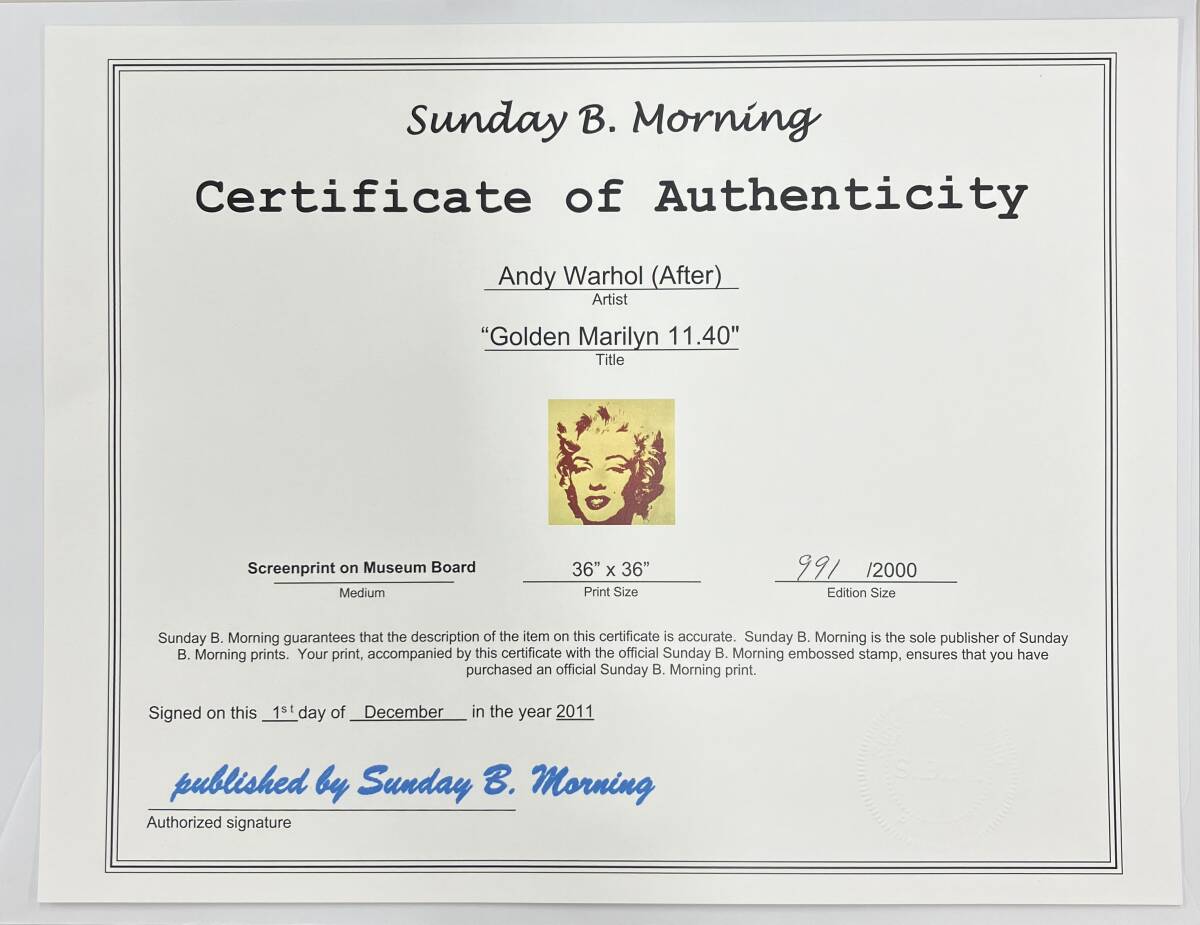 Sunday B. Morning
Certificate of Authenticity
Andy Warhol (After)
Artist
“Golden Marilyn 11.40"
Title
Screenprint on Museum Board 36” x 36” 991 /2000
Medium Print Size Edition Size
Sunday B. Morning guarantees that the description of the item on this certificate is accurate. Sunday B. Morning is the sole publisher of Sunday
B. Morning prints. Your print, accompanied by this certificate with the official Sunday B. Morning embossed stamp, ensures that you have
purchased an official Sunday B. Morning print.
Signed on this 1st day of December in the year 2011
published by Sunday B. Morning
Authorized signature